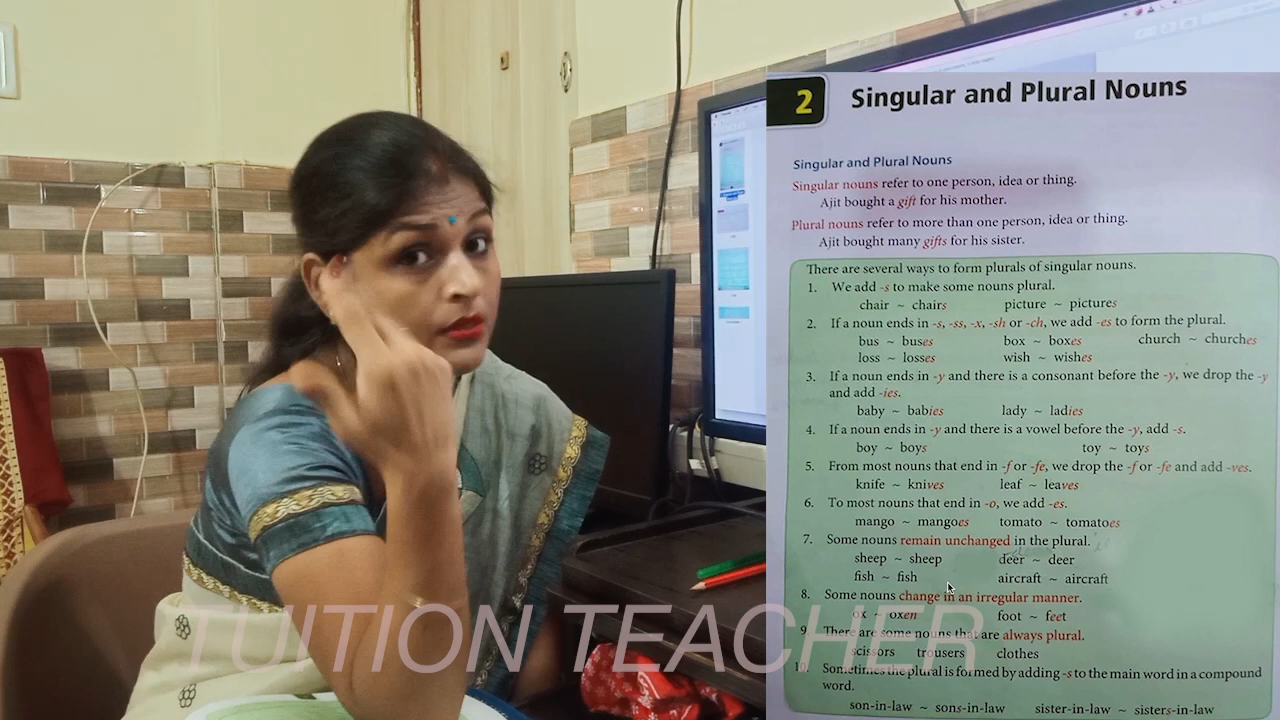 2 Singular and Plural Nouns
Singular and Plural Nouns
Singular nouns refer to one person, idea or thing.
Ajit bought a gift for his mother.
Plural nouns refer to more than one person, idea or thing.
Ajit bought many gifts for his sister.
There are several ways to form plurals of singular nouns.
1. We add -s to make some nouns plural.
chair ~ chairs picture ~ pictures
2. If a noun ends in -s, -ss, -x, -sh or -ch, we add -es to form the plural.
bus ~ buses box ~ boxes church ~ churches
loss ~ losses wish ~ wishes
3. If a noun ends in -y and there is a consonant before the -y, we drop the -y
and add -ies.
baby ~ babies lady ~ ladies
4. If a noun ends in -y and there is a vowel before the -y, add -s.
boy ~ boys toy ~ toys
5. From most nouns that end in -f or -fe, we drop the -f or -fe and add -ves.
knife ~ knives leaf ~ leaves
6. To most nouns that end in -o, we add -es.
mango ~ mangoes tomato ~ tomatoes
7. Some nouns remain unchanged in the plural.
sheep ~ sheep deer ~ deer
fish ~ fish aircraft ~ aircraft
8. Some nouns change in an irregular manner.
ox ~ oxen foot ~ feet
9. There are some nouns that are always plural.
scissors trousers clothes
10. Sometimes the plural is formed by adding -s to the main word in a compound
word.
son-in-law ~ sons-in-law sister-in-law ~ sisters-in-law
TUITION TEACHER